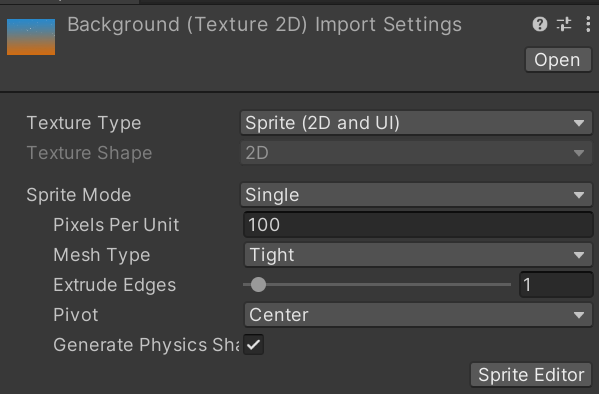 Background (Texture 2D) Import Settings
Open
Texture Type Sprite (2D and UI)
Texture Shape 2D
Sprite Mode Single
Pixels Per Unit 100
Mesh Type Tight
Extrude Edges 1
Pivot Center
Generate Physics Sha
Sprite Editor